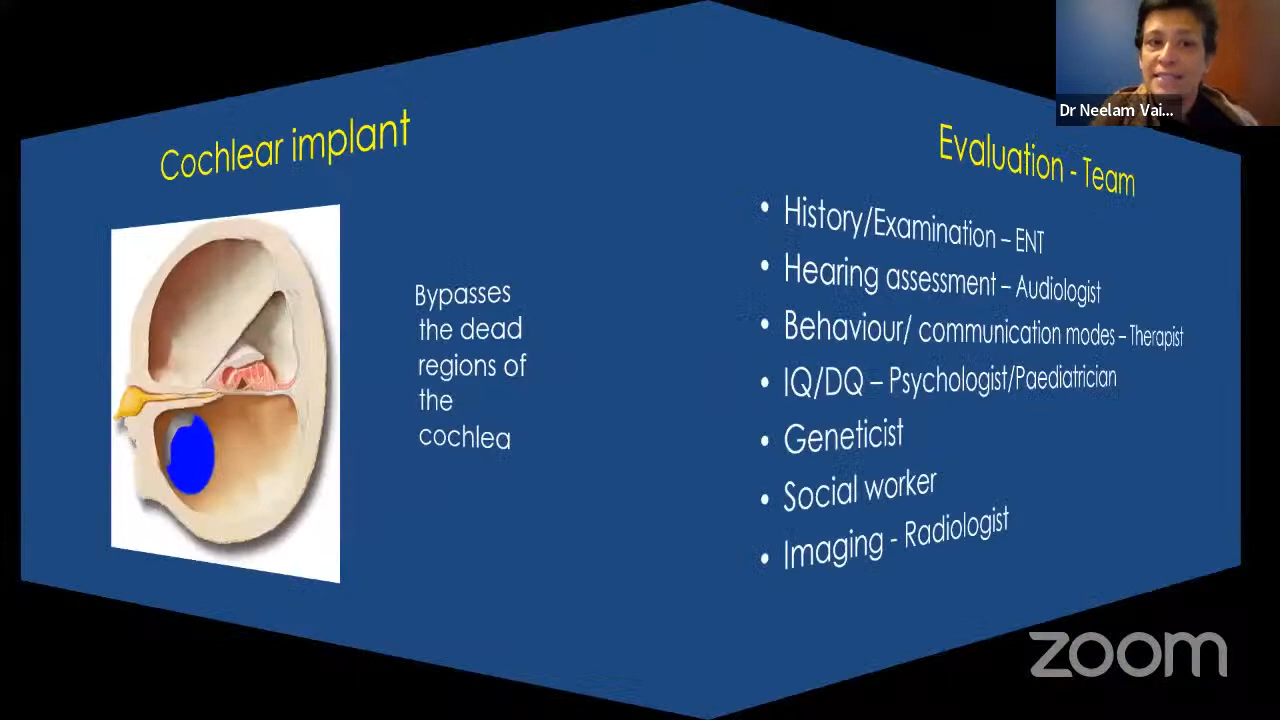 Cochlear implant
Bypasses
the dead
regions of
the
cochlea
Evaluation - Team
• History/Examination – ENT
• Hearing assessment – Audiologist
• Behaviour/ communication modes – Therapist
• IQ/DQ – Psychologist/Paediatrician
• Geneticist
• Social worker
• Imaging - Radiologist
Dr Neelam Vai...
zoom